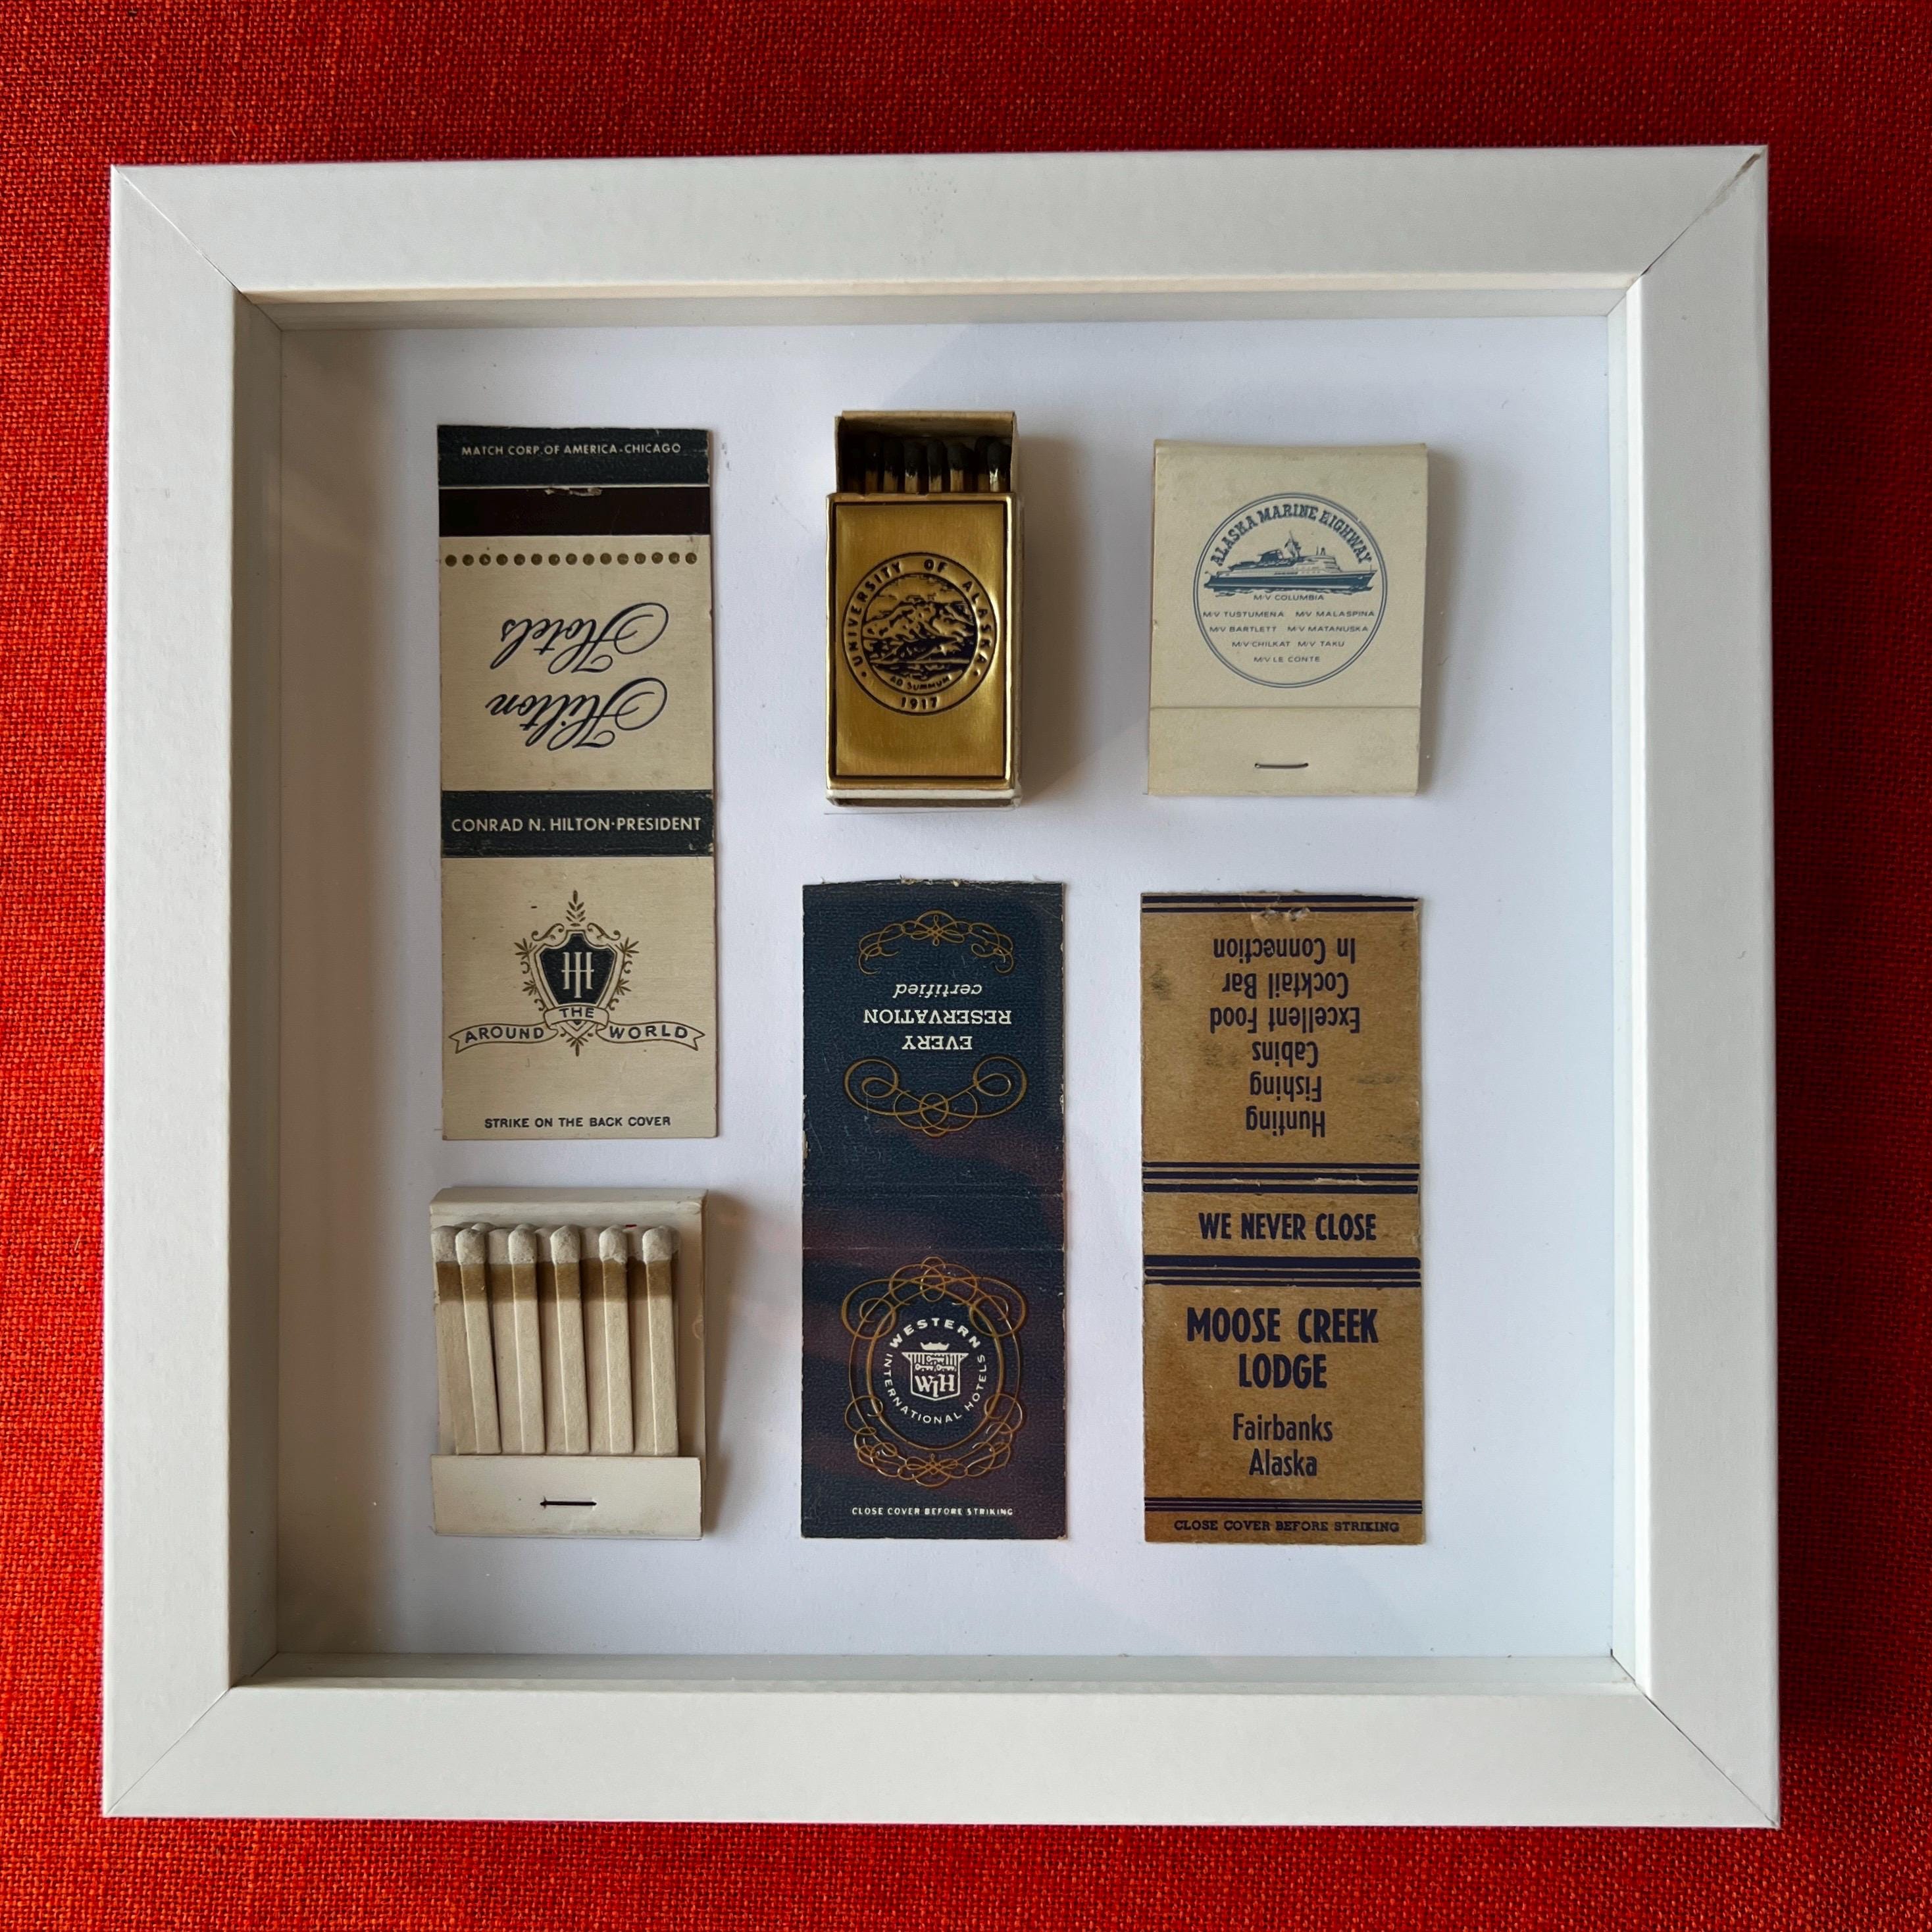 MATCH CORP. OF AMERICA-CHICAGO
Hilton
Hotels
CONRAD N. HILTON·PRESIDENT
H
AROUND THE WORLD
STRIKE ON THE BACK COVER
UNIVERSITY OF ALASKA
AD SUMMUM
1917
ALASKA MARINE HIGHWAY
M·V COLUMBIA
M·V TUSTUMENA M·V MALASPINA
M·V BARTLETT M·V MATANUSKA
M·V CHILKAT M·V TAKU
M·V LE CONTE
EVERY
RESERVATION
certified
WESTERN
WIH
INTERNATIONAL HOTELS
CLOSE COVER BEFORE STRIKING
Hunting
Fishing
Cabins
Excellent Food
Cocktail Bar
In Connection
WE NEVER CLOSE
MOOSE CREEK
LODGE
Fairbanks
Alaska
CLOSE COVER BEFORE STRIKING